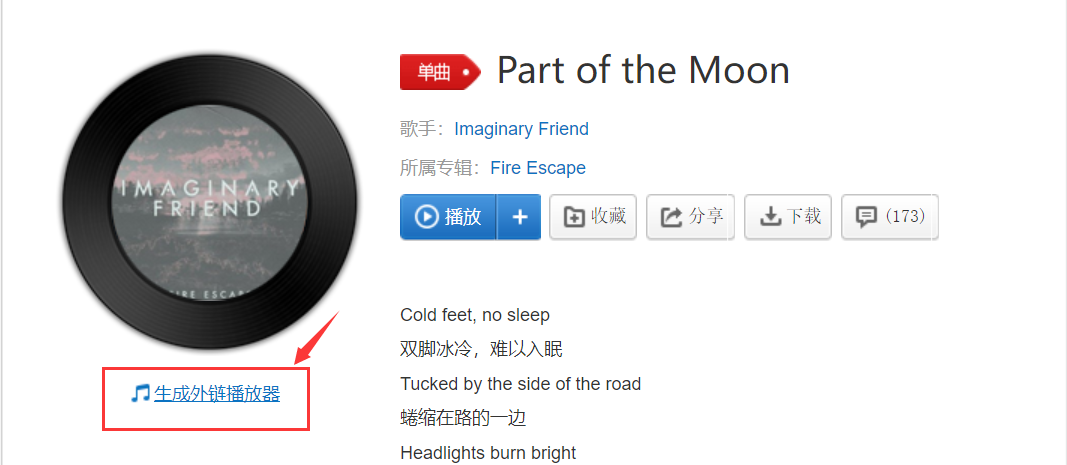 单曲
Part of the Moon
歌手：Imaginary Friend
所属专辑：Fire Escape
播放
收藏
分享
下载
(173)
IMAGINARY
FRIEND
FIRE ESCAP
生成外链播放器
Cold feet, no sleep
双脚冰冷，难以入眠
Tucked by the side of the road
蜷缩在路的一边
Headlights burn bright